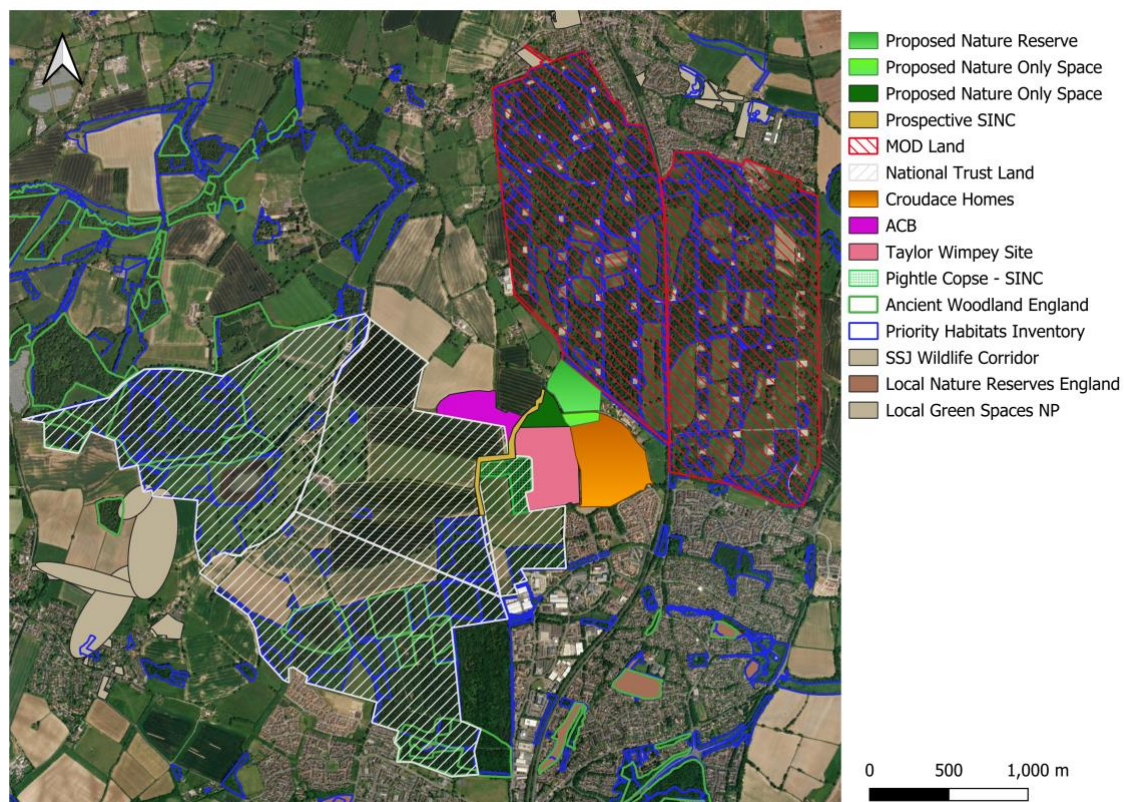 Proposed Nature Reserve
Proposed Nature Only Space
Proposed Nature Only Space
Prospective SINC
MOD Land
National Trust Land
Croudace Homes
ACB
Taylor Wimpey Site
Pightle Copse - SINC
Ancient Woodland England
Priority Habitats Inventory
SSJ Wildlife Corridor
Local Nature Reserves England
Local Green Spaces NP
0 500 1,000 m